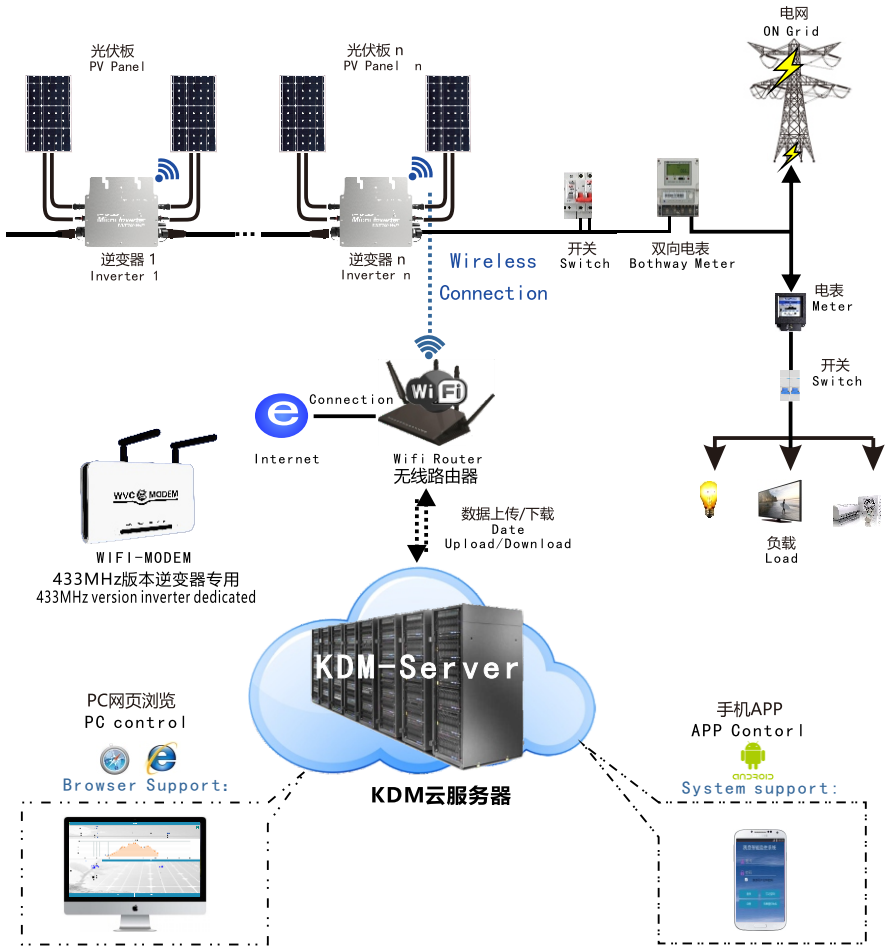 电网
ON Grid
光伏板
PV Panel
光伏板 n
PV Panel n
Micro Inverter
Micro Inverter
逆变器 1
Inverter 1
逆变器 n
Inverter n
开关
Switch
双向电表
Bothway Meter
Wireless
Connection
电表
Meter
开关
Switch
WiFi
Connection
e
Internet
Wifi Router
无线路由器
WVC MODEM
WIFI-MODEM
433MHz版本逆变器专用
433MHz version inverter dedicated
数据上传/下载
Date
Upload/Download
负载
Load
KDM-Server
KDM云服务器
PC网页浏览
PC control
Browser Support:
手机APP
APP Contorl
ANDROID
System support: